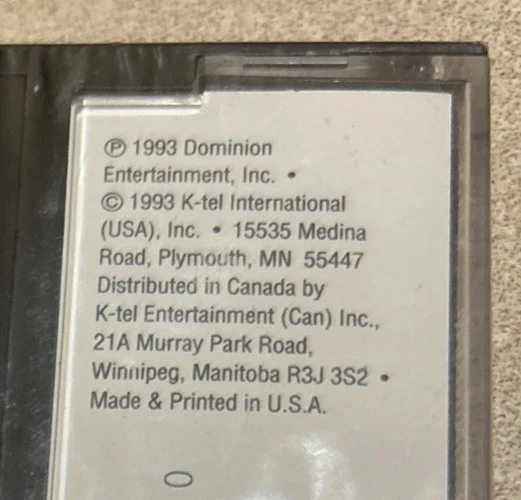 ℗ 1993 Dominion
Entertainment, Inc. •
© 1993 K-tel International
(USA), Inc. • 15535 Medina
Road, Plymouth, MN 55447
Distributed in Canada by
K-tel Entertainment (Can) Inc.,
21A Murray Park Road,
Winnipeg, Manitoba R3J 3S2 •
Made & Printed in U.S.A.